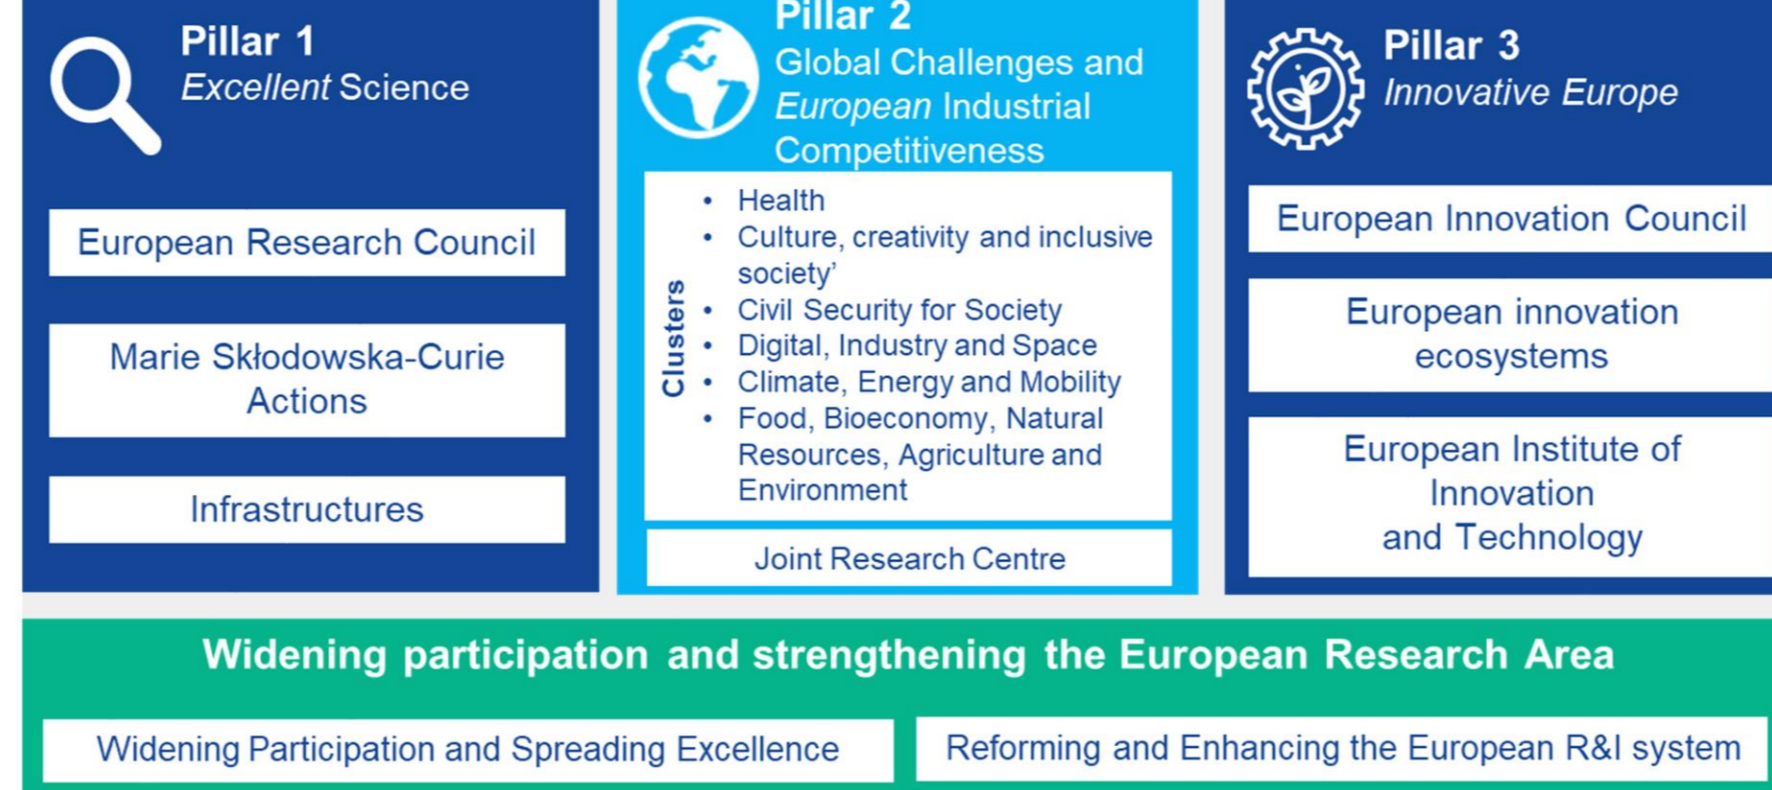 Pillar 1
Excellent Science
European Research Council
Marie Skłodowska-Curie
Actions
Infrastructures
Pillar 2
Global Challenges and
European Industrial
Competitiveness
Clusters
• Health
• Culture, creativity and inclusive
society’
• Civil Security for Society
• Digital, Industry and Space
• Climate, Energy and Mobility
• Food, Bioeconomy, Natural
Resources, Agriculture and
Environment
Joint Research Centre
Pillar 3
Innovative Europe
European Innovation Council
European innovation
ecosystems
European Institute of
Innovation
and Technology
Widening participation and strengthening the European Research Area
Widening Participation and Spreading Excellence
Reforming and Enhancing the European R&I system